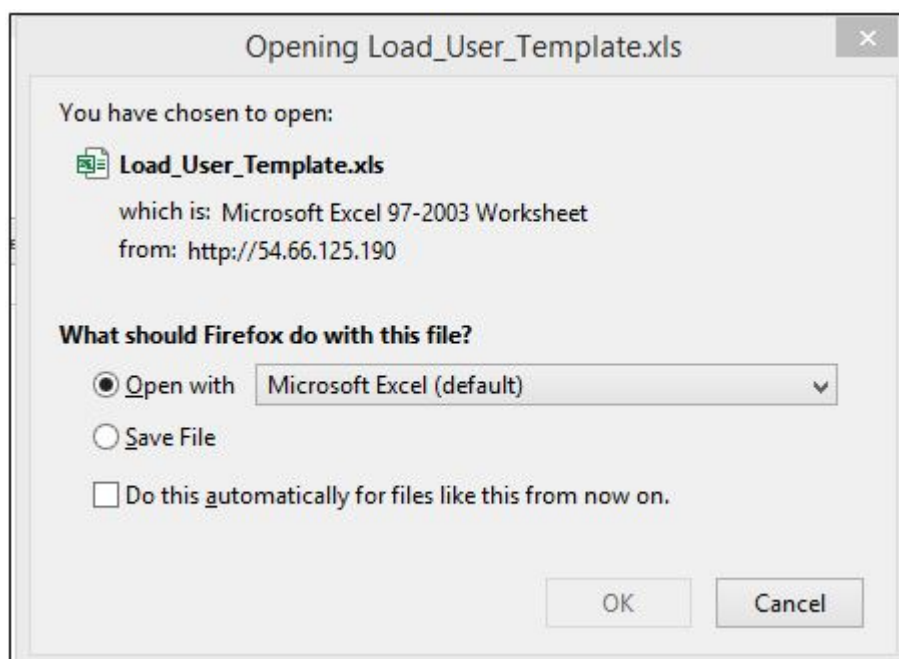 Opening Load_User_Template.xls
You have chosen to open:
Load_User_Template.xls
which is: Microsoft Excel 97-2003 Worksheet
from: http://54.66.125.190
What should Firefox do with this file?
Open with Microsoft Excel (default)
Save File
Do this automatically for files like this from now on.
OK Cancel